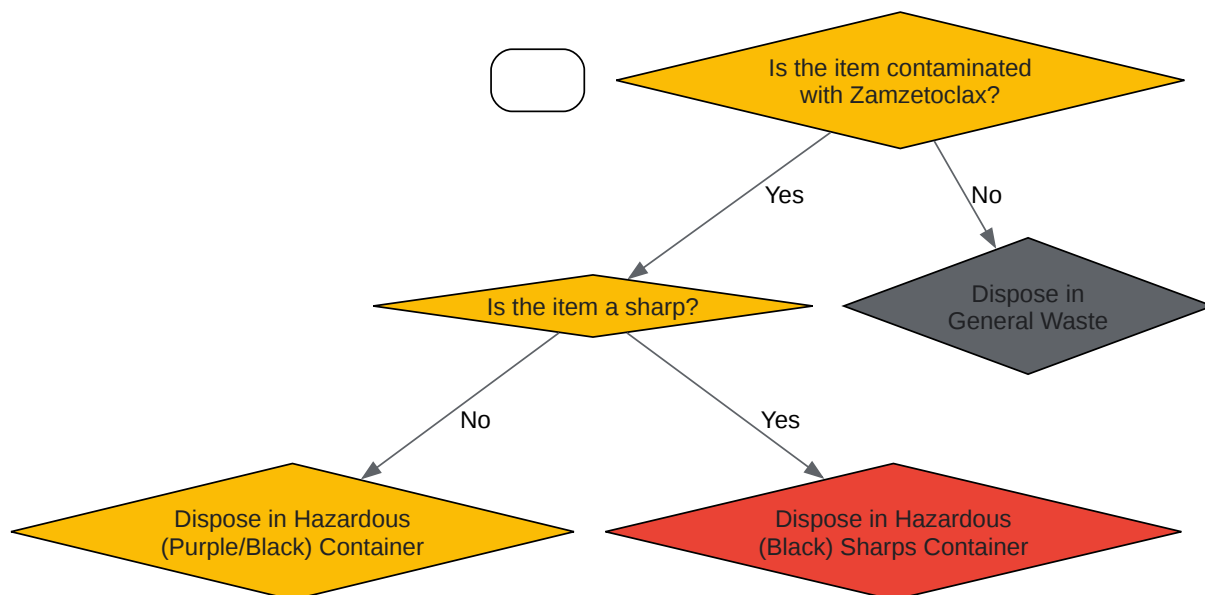 Is the item contaminated
with Zamzetoclax?
Yes
No
Is the item a sharp?
Dispose in
General Waste
No
Yes
Dispose in Hazardous
(Purple/Black) Container
Dispose in Hazardous
(Black) Sharps Container